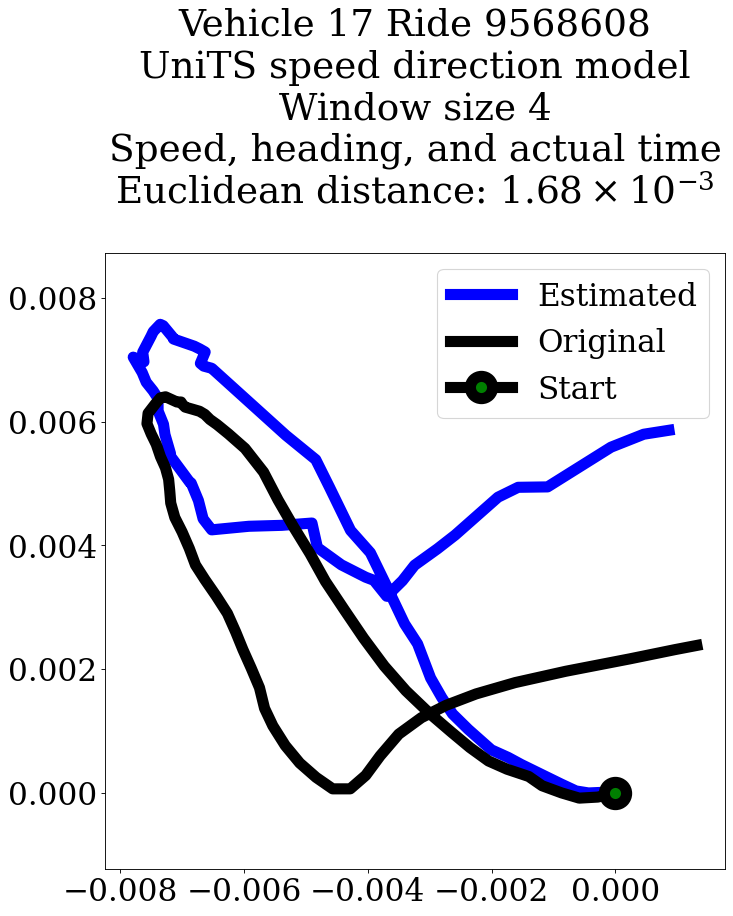 Vehicle 17 Ride 9568608
UniTS speed direction model
Window size 4
Speed, heading, and actual time
Euclidean distance: 1.68 × 10⁻³
Estimated
Original
Start
0.008
0.006
0.004
0.002
0.000
−0.008 −0.006 −0.004 −0.002 0.000